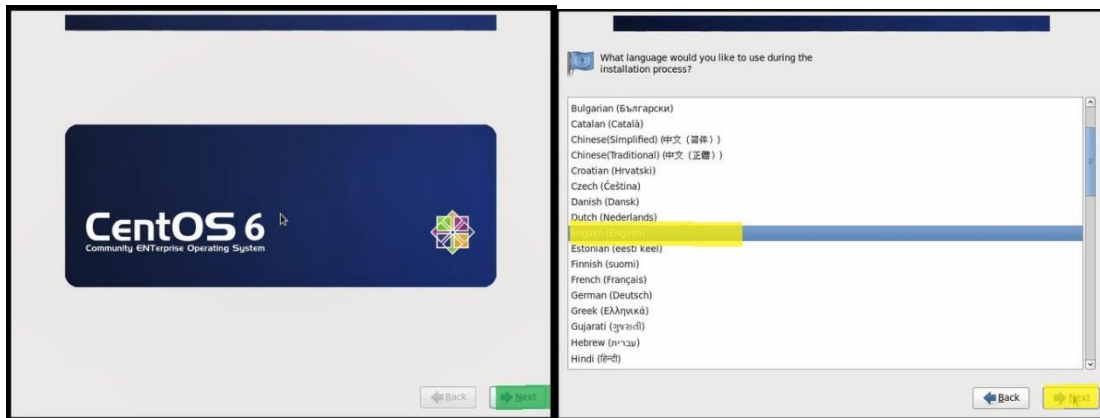 CentOS 6
Community ENTerprise Operating System
Back
Next
What language would you like to use during the
installation process?
Bulgarian (Български)
Catalan (Català)
Chinese(Simplified) (中文（简体）)
Chinese(Traditional) (中文（正體）)
Croatian (Hrvatski)
Czech (Čeština)
Danish (Dansk)
Dutch (Nederlands)
English (English)
Estonian (eesti keel)
Finnish (suomi)
French (Français)
German (Deutsch)
Greek (Ελληνικά)
Gujarati (ગુજરાતી)
Hebrew (עברית)
Hindi (हिन्दी)
Back
Next